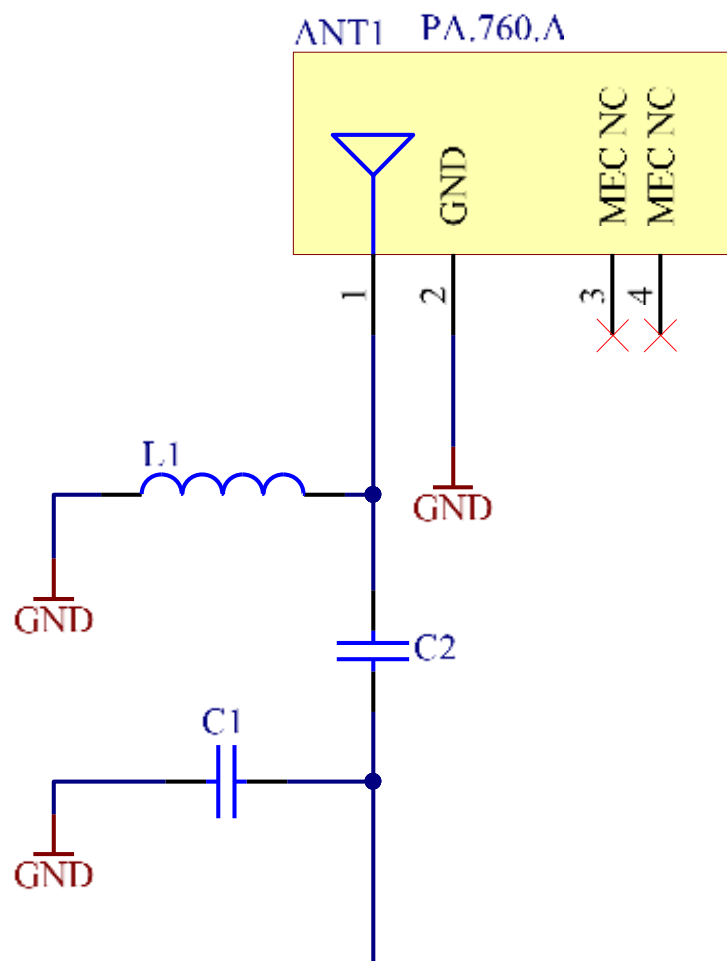 ANT1 PA.760.A
GND
MEC NC
MEC NC
1
2
3
4
L1
GND
GND
C2
C1
GND